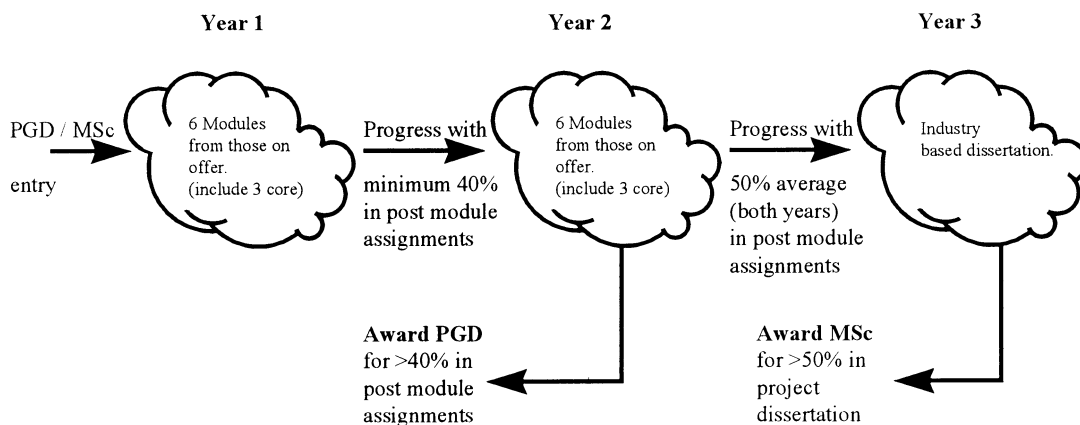 Year 1
Year 2
Year 3
PGD / MSc
entry
6 Modules
from those on
offer.
(include 3 core)
Progress with
minimum 40%
in post module
assignments
6 Modules
from those on
offer.
(include 3 core)
Progress with
50% average
(both years)
in post module
assignments
Industry
based dissertation.
Award PGD
for >40% in
post module
assignments
Award MSc
for >50% in
project
dissertation